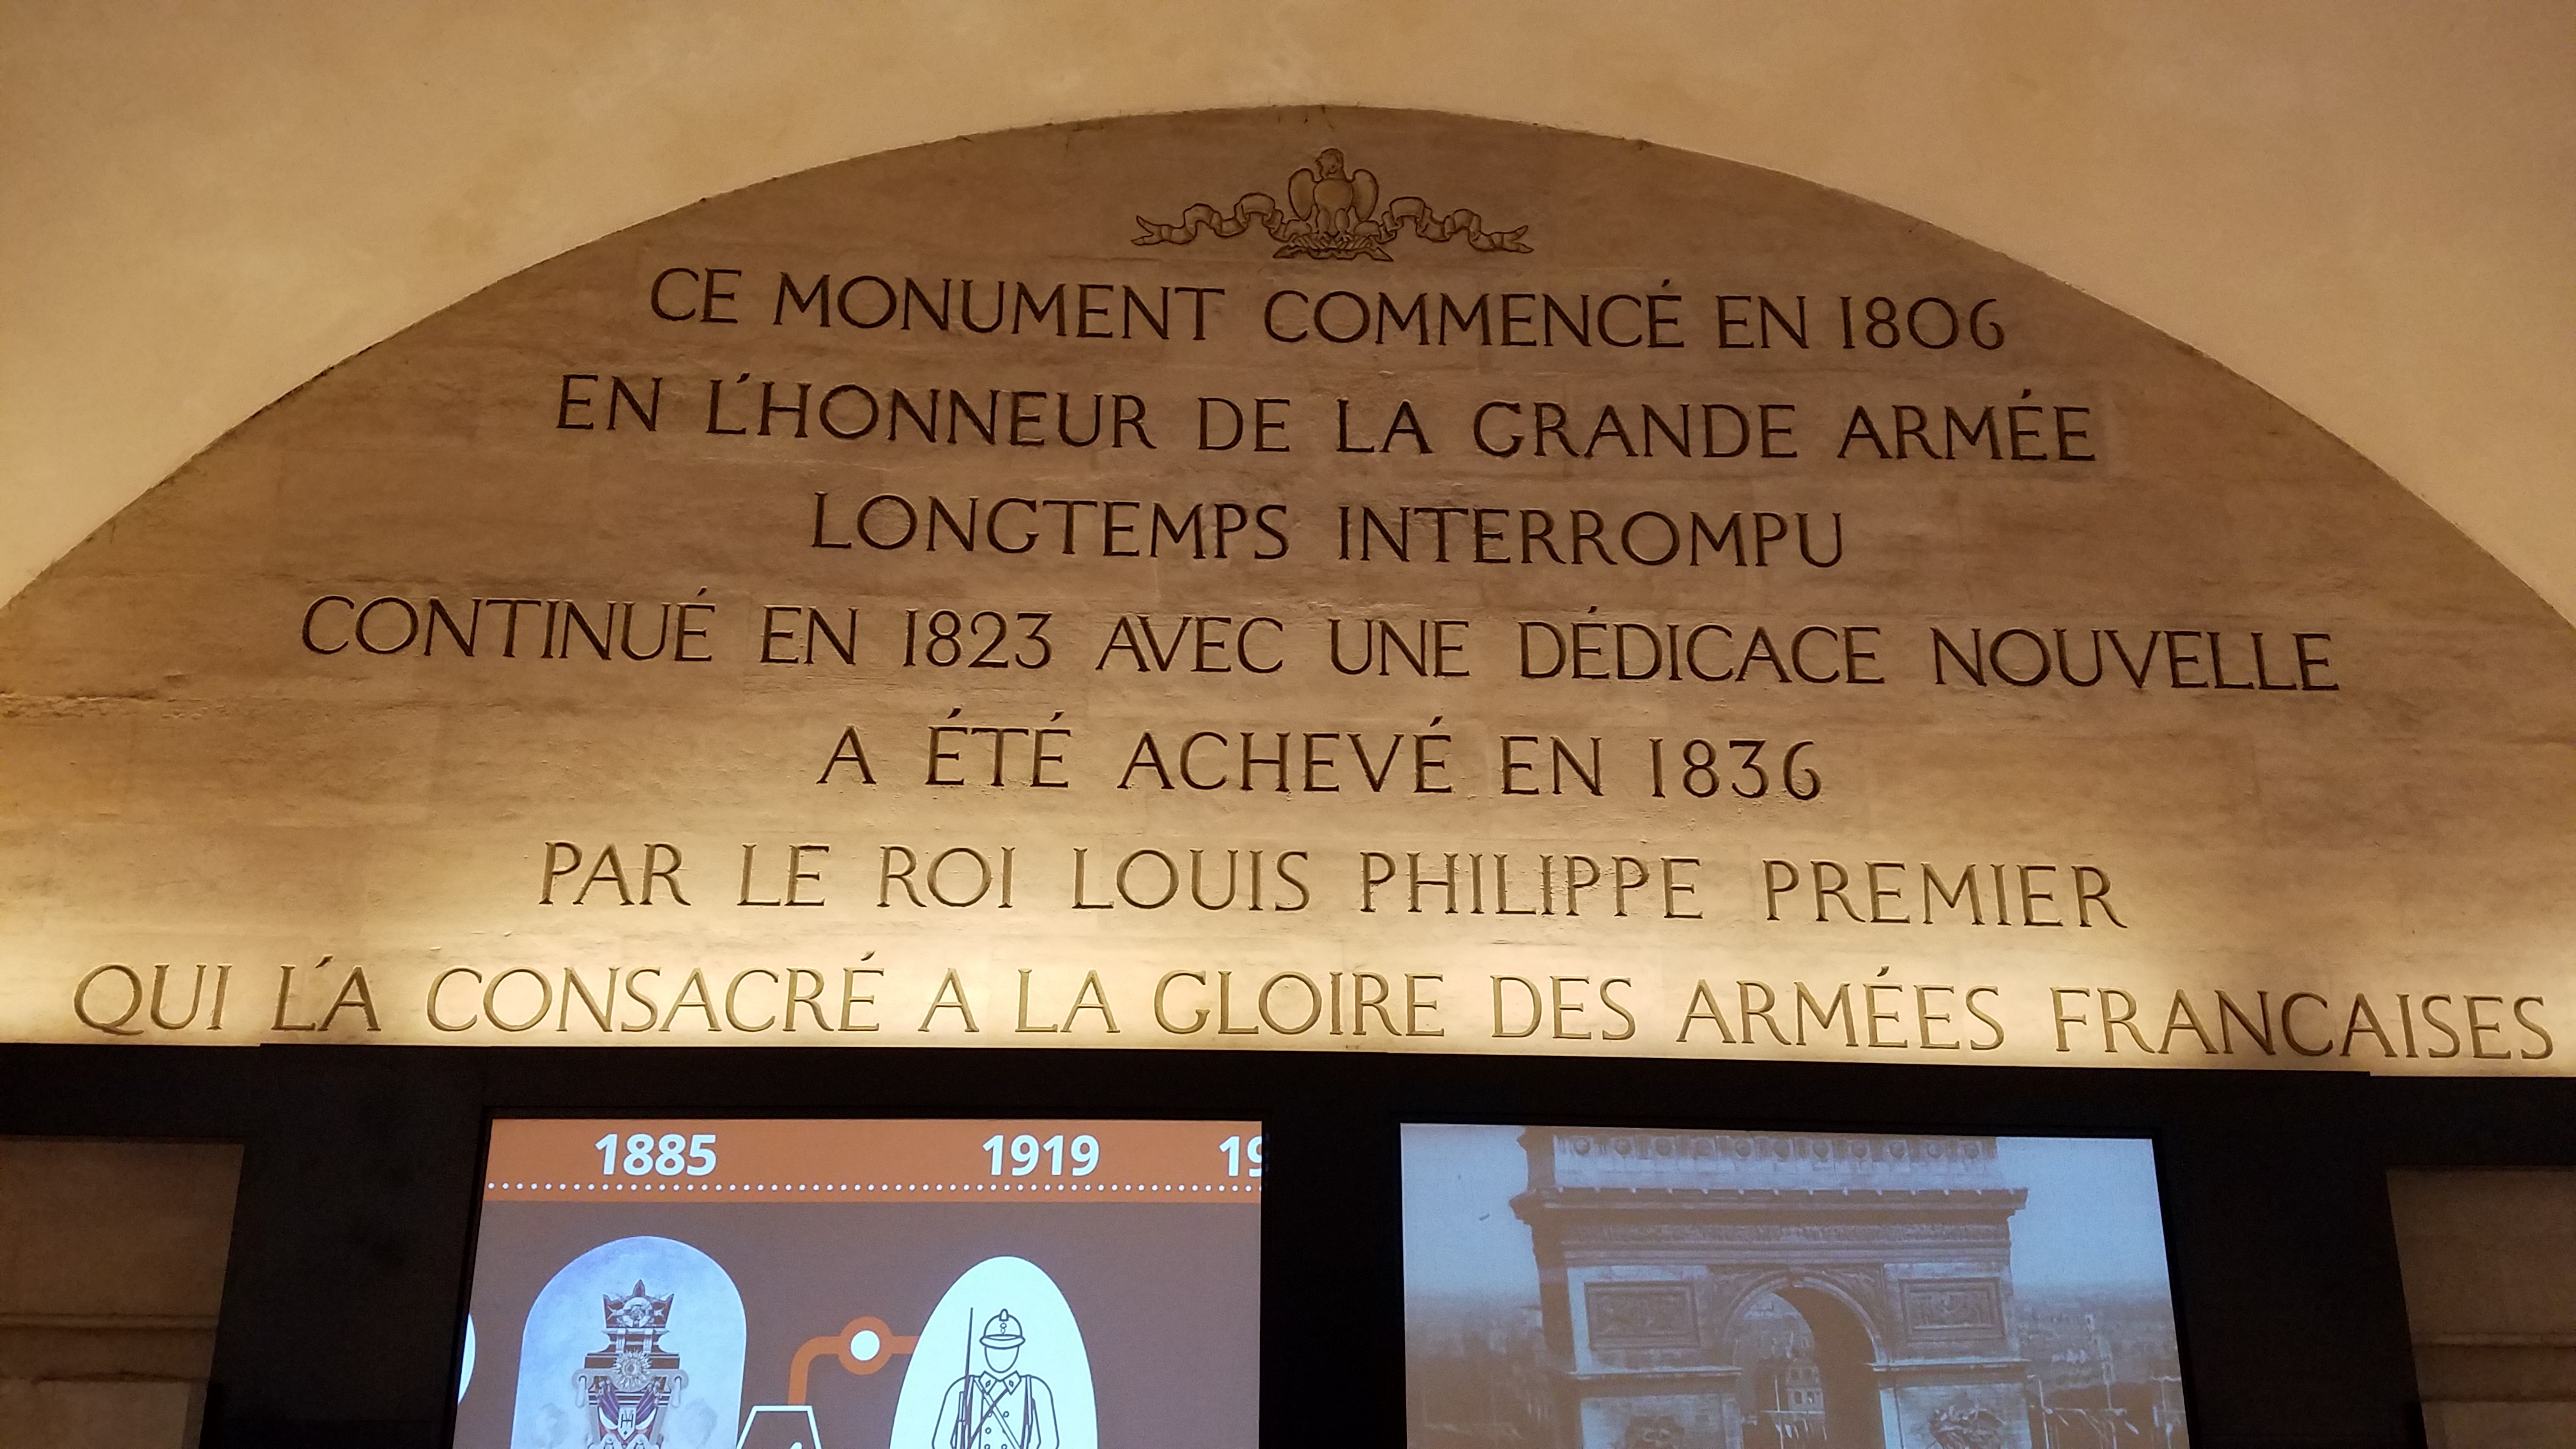 CE MONUMENT COMMENCÉ EN 1806
EN L'HONNEUR DE LA GRANDE ARMÉE
LONGTEMPS INTERROMPU
CONTINUÉ EN 1823 AVEC UNE DÉDICACE NOUVELLE
A ÉTÉ ACHEVÉ EN 1836
PAR LE ROI LOUIS PHILIPPE PREMIER
QUI L'A CONSACRÉ A LA GLOIRE DES ARMÉES FRANCAISES
1885 1919 19